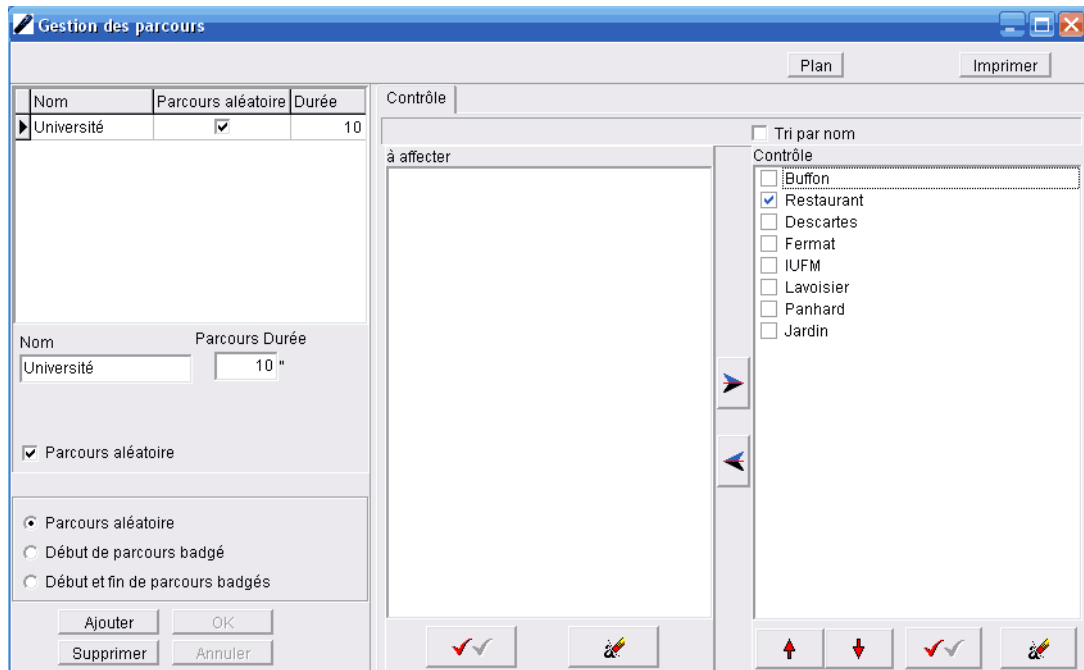 Gestion des parcours
Plan
Imprimer
Nom Parcours aléatoire Durée
Université 10
Nom Parcours Durée
Université 10 "
Parcours aléatoire
Parcours aléatoire
Début de parcours badgé
Début et fin de parcours badgés
Ajouter OK
Supprimer Annuler
Contrôle
Tri par nom
à affecter
Contrôle
Buffon
Restaurant
Descartes
Fermat
IUFM
Lavoisier
Panhard
Jardin